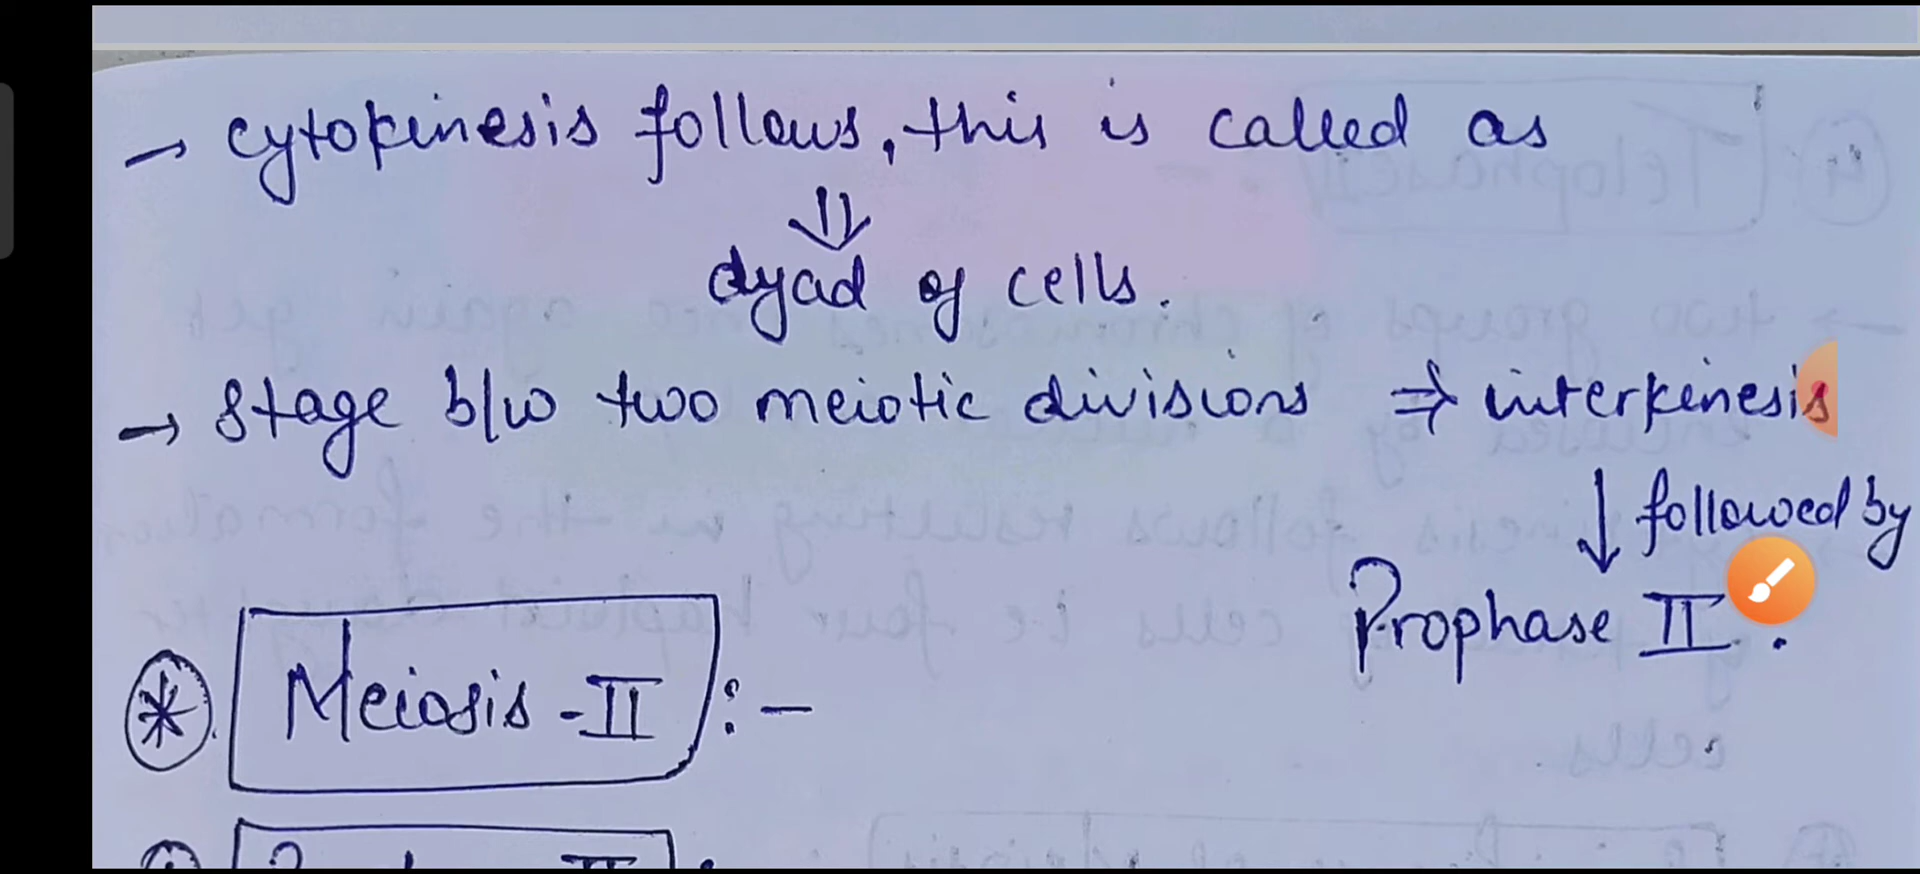 → cytokinesis follows, this is called as
⇓
dyad of cells.
→ stage b/w two meiotic divisions ⇒ interkinesis
↓ followed by
Prophase II.
* Meiosis-II :-